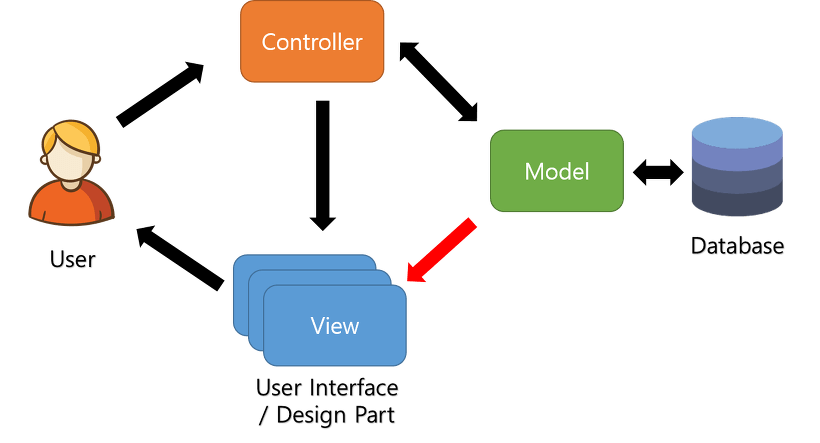 Controller
Model
User
Database
View
User Interface
/ Design Part